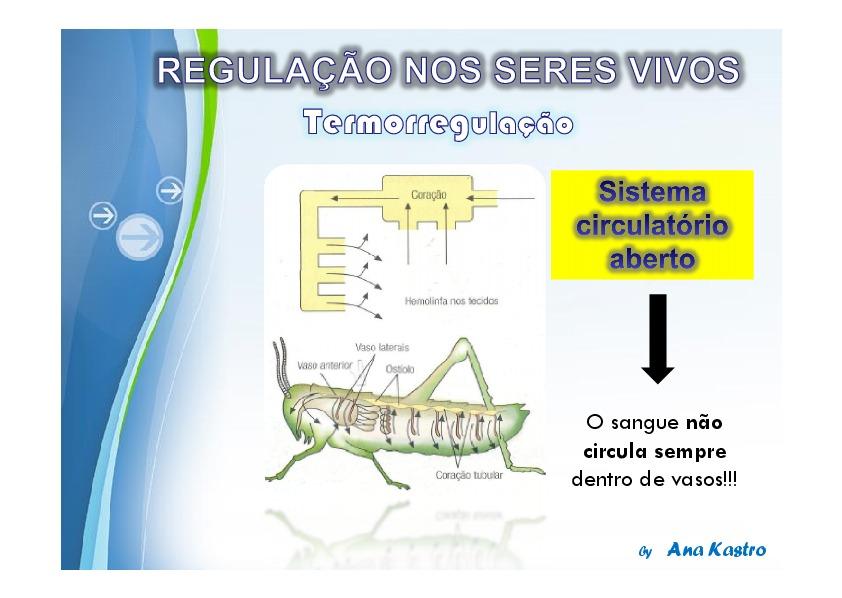 REGULAÇÃO NOS SERES VIVOS
Termorregulação
Coração
Hemolinfa nos tecidos
Vaso laterais
Vaso anterior
Ostíolo
Coração tubular
Sistema
circulatório
aberto
O sangue não
circula sempre
dentro de vasos!!!
By Ana Kastro